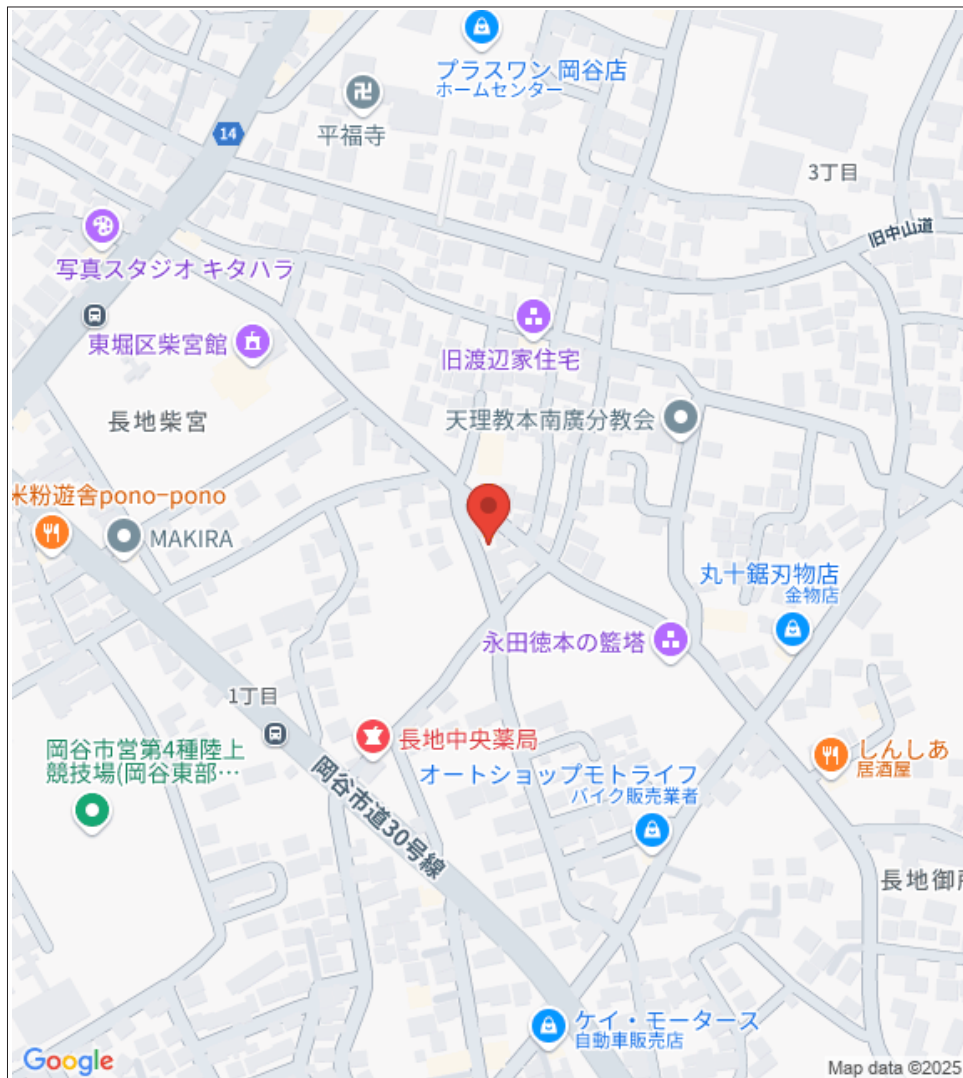 プラスワン 岡谷店
ホームセンター
14
平福寺
3丁目
旧中山道
写真スタジオ キタハラ
東堀区柴宮館
旧渡辺家住宅
長地柴宮
天理教本南廣分教会
米粉遊舎pono-pono
MAKIRA
丸十鋸刃物店
金物店
永田徳本の籃塔
1丁目
長地中央薬局
岡谷市営第4種陸上
競技場(岡谷東部…
しんしあ
居酒屋
オートショップモトライフ
バイク販売業者
岡谷市道30号線
長地御所
ケイ・モータース
自動車販売店
Google
Map data ©2025